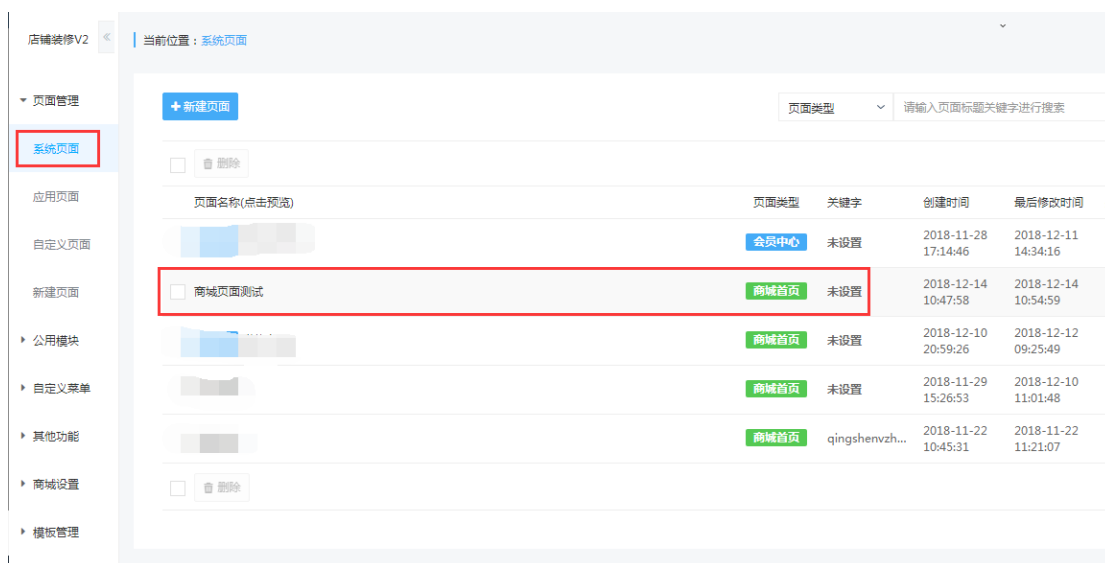 店铺装修V2
当前位置：系统页面
页面管理
新建页面
页面类型
请输入页面标题关键字进行搜索
系统页面
删除
应用页面
页面名称(点击预览)
页面类型
关键字
创建时间
最后修改时间
自定义页面
会员中心
未设置
2018-11-28
17:14:46
2018-12-11
14:34:16
新建页面
商城页面测试
商城首页
未设置
2018-12-14
10:47:58
2018-12-14
10:54:59
公用模块
商城首页
未设置
2018-12-10
20:59:26
2018-12-12
09:25:49
自定义菜单
商城首页
未设置
2018-11-29
15:26:53
2018-12-10
11:01:48
其他功能
商城首页
qingshenvzh...
2018-11-22
10:45:31
2018-11-22
11:21:07
商城设置
删除
模板管理